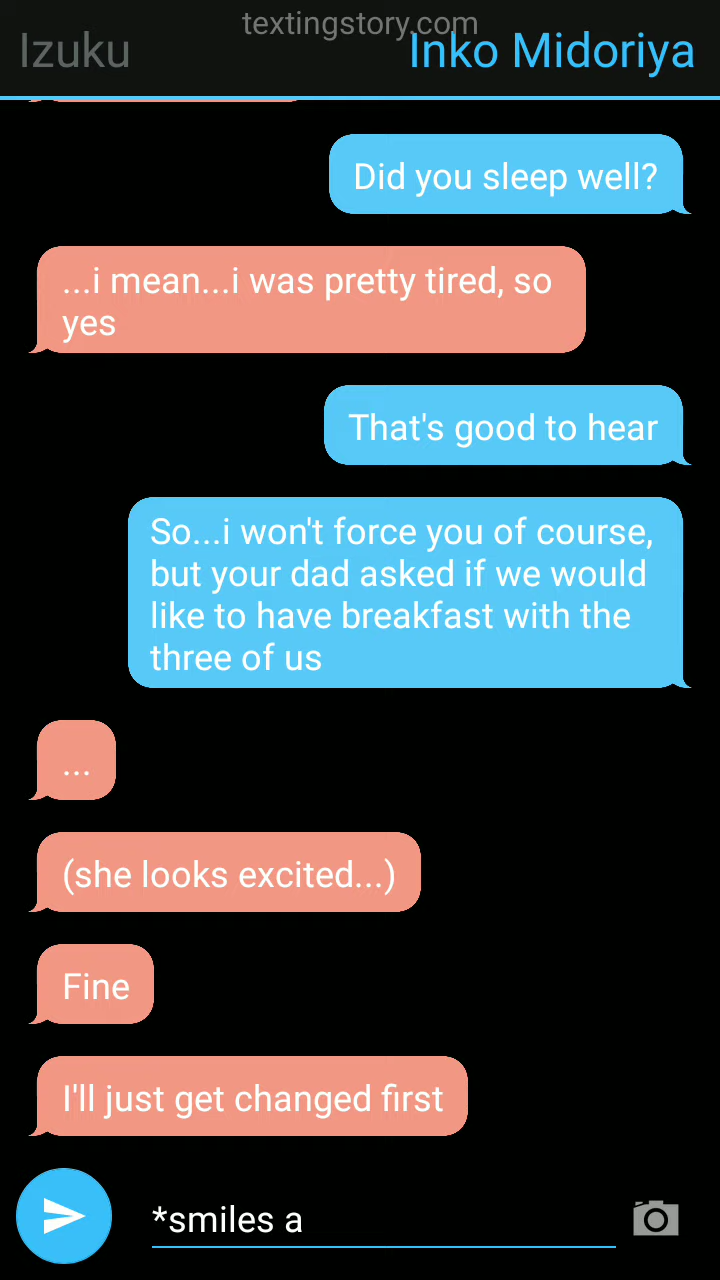 textingstory.com
Izuku
Inko Midoriya
Did you sleep well?
...i mean...i was pretty tired, so
yes
That's good to hear
So...i won't force you of course,
but your dad asked if we would
like to have breakfast with the
three of us
...
(she looks excited...)
Fine
I'll just get changed first
*smiles a